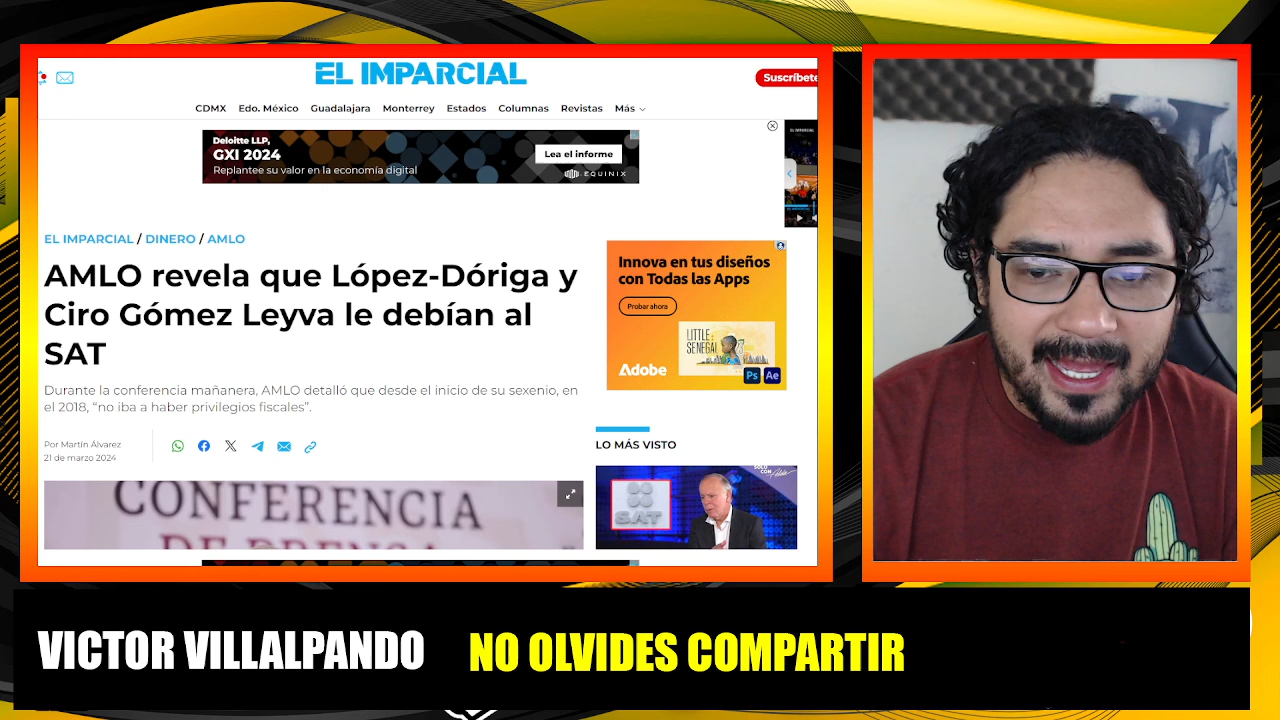 EL IMPARCIAL
Suscríbete
CDMX Edo. México Guadalajara Monterrey Estados Columnas Revistas Más
Deloitte LLP,
GXI 2024
Replantee su valor en la economía digital
Lea el informe
EQUINIX
EL IMPARCIAL / DINERO / AMLO
AMLO revela que López-Dóriga y
Ciro Gómez Leyva le debían al
SAT
Durante la conferencia mañanera, AMLO detalló que desde el inicio de su sexenio, en
el 2018, “no iba a haber privilegios fiscales”.
Por Martín Álvarez
21 de marzo 2024
CONFERENCIA
DE PRENSA
Innova en tus diseños
con Todas las Apps
Probar ahora
LITTLE
SENEGAL
Adobe
Ps Ae
LO MÁS VISTO
SOLO
CON
SAT
VICTOR VILLALPANDO
NO OLVIDES COMPARTIR